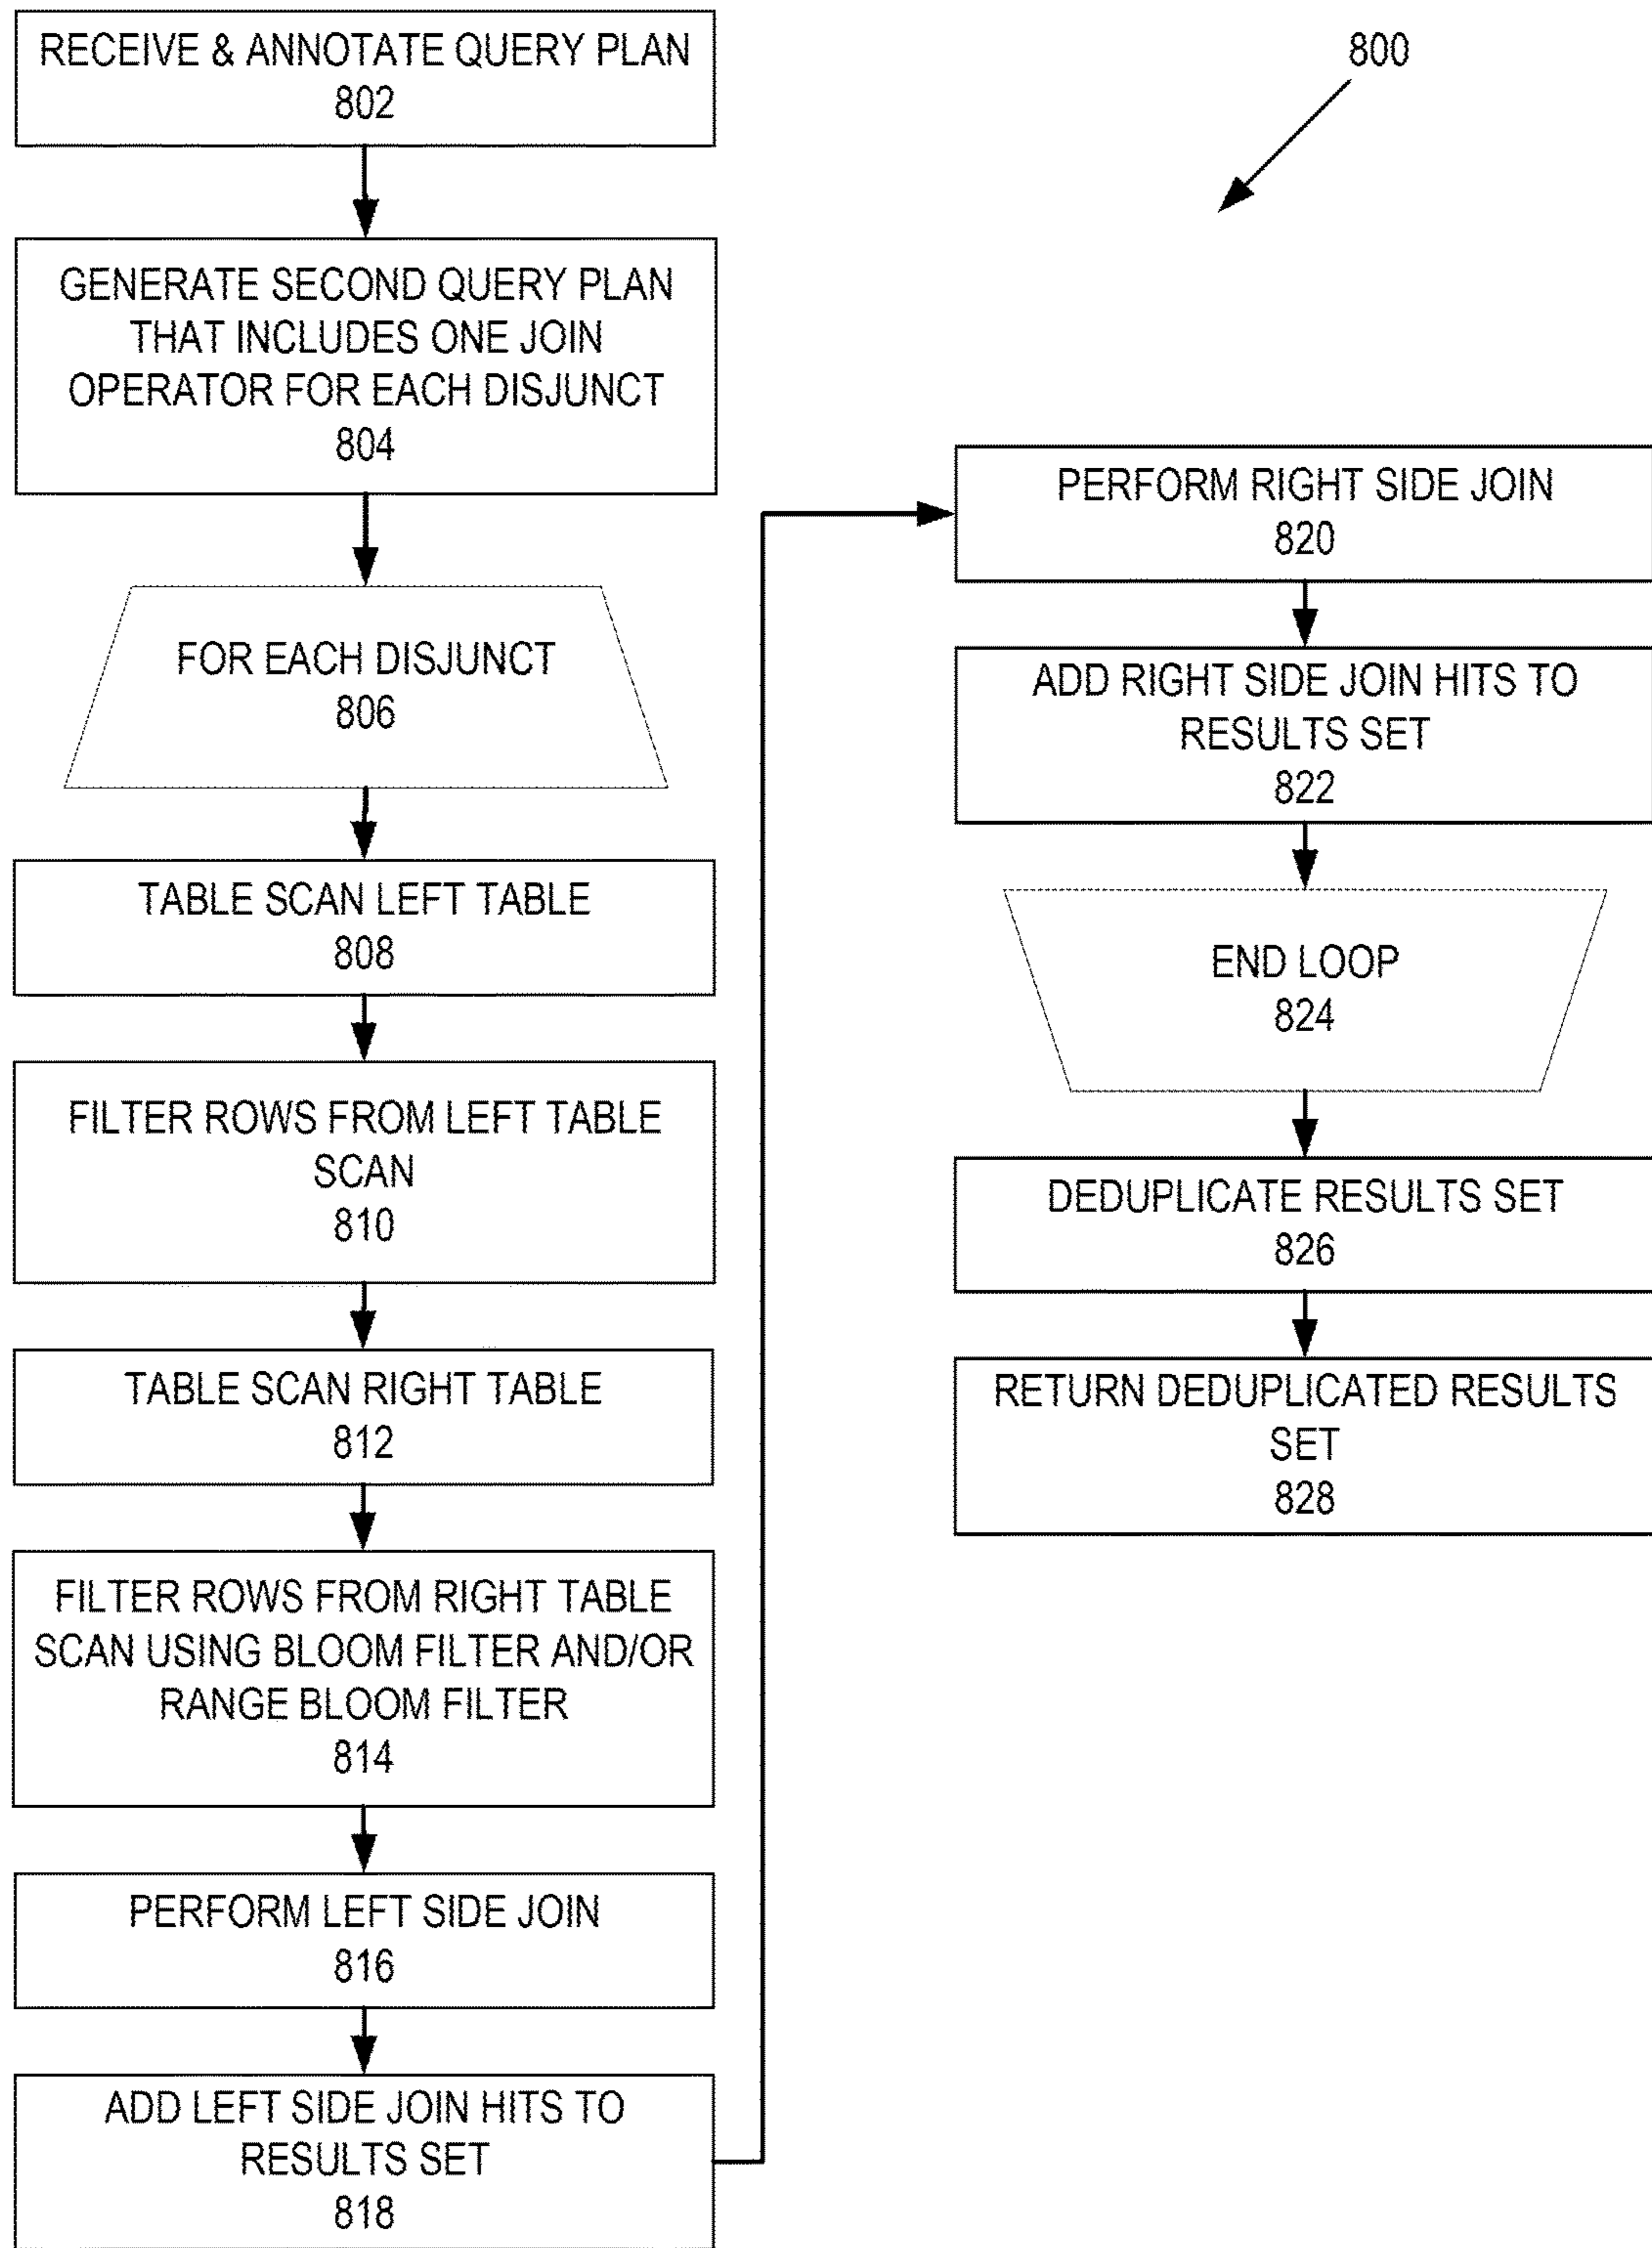 RECEIVE & ANNOTATE QUERY PLAN
802
GENERATE SECOND QUERY PLAN
THAT INCLUDES ONE JOIN
OPERATOR FOR EACH DISJUNCT
804
FOR EACH DISJUNCT
806
TABLE SCAN LEFT TABLE
808
FILTER ROWS FROM LEFT TABLE
SCAN
810
TABLE SCAN RIGHT TABLE
812
FILTER ROWS FROM RIGHT TABLE
SCAN USING BLOOM FILTER AND/OR
RANGE BLOOM FILTER
814
PERFORM LEFT SIDE JOIN
816
ADD LEFT SIDE JOIN HITS TO
RESULTS SET
818
800
PERFORM RIGHT SIDE JOIN
820
ADD RIGHT SIDE JOIN HITS TO
RESULTS SET
822
END LOOP
824
DEDUPLICATE RESULTS SET
826
RETURN DEDUPLICATED RESULTS
SET
828